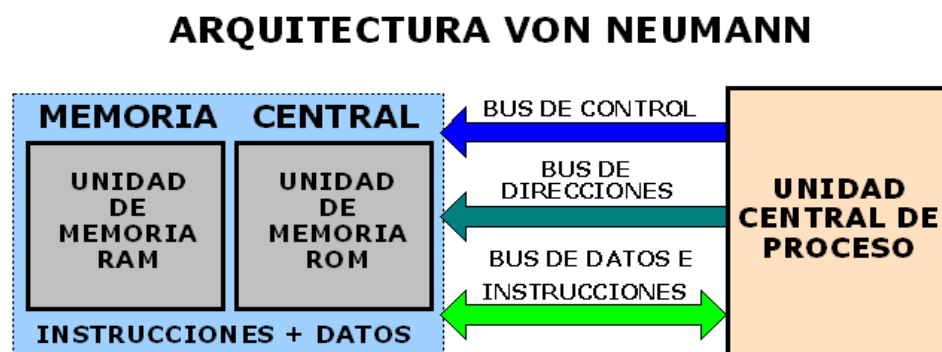 ARQUITECTURA VON NEUMANN
MEMORIA CENTRAL
UNIDAD
DE
MEMORIA
RAM
UNIDAD
DE
MEMORIA
ROM
INSTRUCCIONES + DATOS
BUS DE CONTROL
BUS DE
DIRECCIONES
BUS DE DATOS E
INSTRUCCIONES
UNIDAD
CENTRAL DE
PROCESO